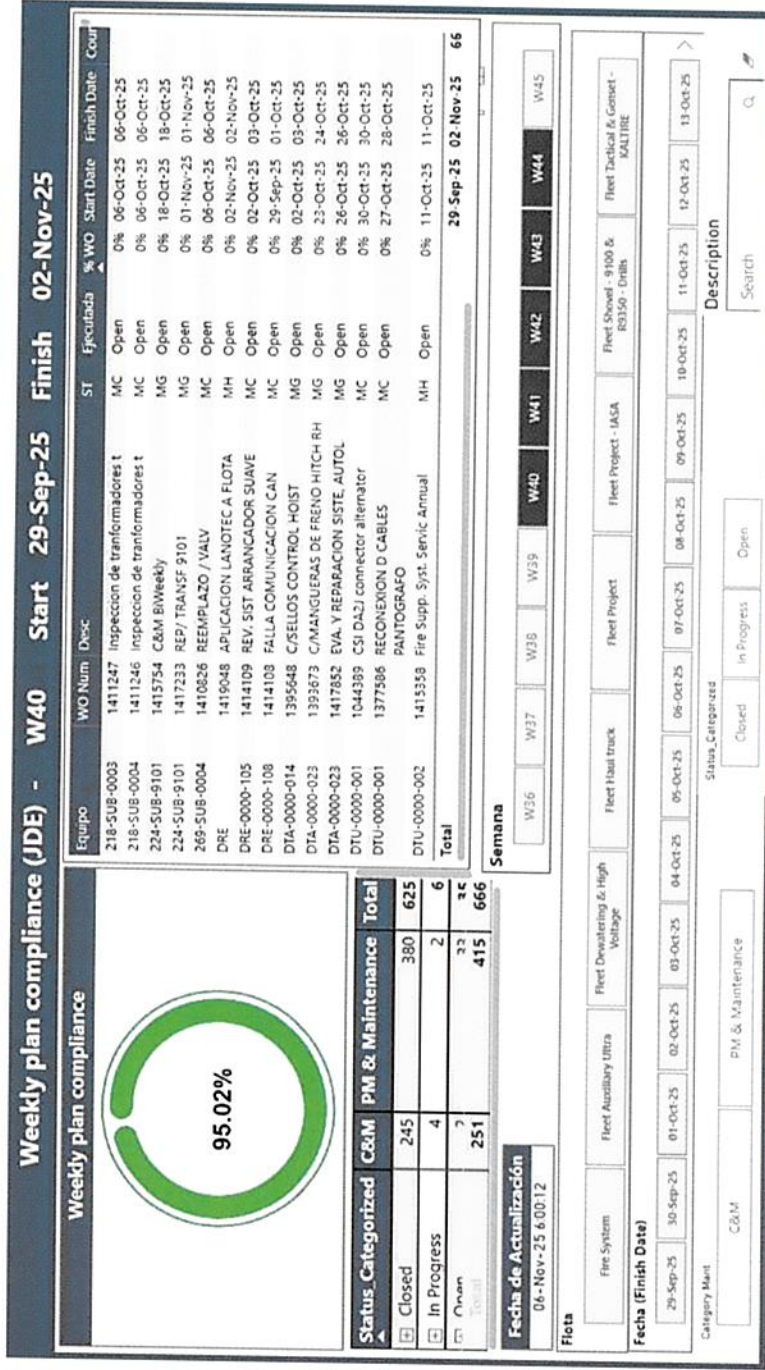 Weekly plan compliance (JDE) - W40 Start 29-Sep-25 Finish 02-Nov-25
Weekly plan compliance
95.02%
Status_Categorized C&M PM & Maintenance Total
Closed 245 380 625
In Progress 4 2 6
Open
Total 251 415 666
Equipo WO Num Desc ST Ejecutada % WO Start Date Finish Date Cour
218-SUB-0003 1411247 Inspeccion de tranformadores t MC Open 0% 06-Oct-25 06-Oct-25
218-SUB-0004 1411246 Inspeccion de tranformadores t MC Open 0% 06-Oct-25 06-Oct-25
224-SUB-9101 1415754 C&M BiWeekly MG Open 0% 18-Oct-25 18-Oct-25
224-SUB-9101 1417233 REP/ TRANSF 9101 MG Open 0% 01-Nov-25 01-Nov-25
269-SUB-0004 1410826 REEMPLAZO / VALV MC Open 0% 06-Oct-25 06-Oct-25
DRE 1419048 APLICACION LANOTEC A FLOTA MH Open 0% 02-Nov-25 02-Nov-25
DRE-0000-105 1414109 REV. SIST ARRANCADOR SUAVE MC Open 0% 02-Oct-25 03-Oct-25
DRE-0000-108 1414108 FALLA COMUNICACION CAN MC Open 0% 29-Sep-25 01-Oct-25
DTA-0000-014 1395648 C/SELLOS CONTROL HOIST MG Open 0% 02-Oct-25 03-Oct-25
DTA-0000-023 1393673 C/MANGUERAS DE FRENO HITCH RH MG Open 0% 23-Oct-25 24-Oct-25
DTA-0000-023 1417852 EVA. Y REPARACION SISTE, AUTOL MG Open 0% 26-Oct-25 26-Oct-25
DTU-0000-001 1044389 CSI DA2J connector alternator MC Open 0% 30-Oct-25 30-Oct-25
DTU-0000-001 1377586 RECONEXION D CABLES MC Open 0% 27-Oct-25 28-Oct-25
PANTOGRAFO
DTU-0000-002 1415358 Fire Supp. Syst. Servic Annual MH Open 0% 11-Oct-25 11-Oct-25
Total 29-Sep-25 02-Nov-25 66
Fecha de Actualización
06-Nov-25 6:00:12
Semana
W36 W37 W38 W39 W40 W41 W42 W43 W44 W45
Flota
Fire System
Fleet Auxiliary Ultra
Fleet Dewatering & High
Voltage
Fleet Haul truck
Fleet Project
Fleet Project - IASA
Fleet Shovel - 9100 &
R9350 - Drills
Fleet Tactical & Genset -
KALTIRE
Fecha (Finish Date)
29-Sep-25 30-Sep-25 01-Oct-25 02-Oct-25 03-Oct-25 04-Oct-25 05-Oct-25 06-Oct-25 07-Oct-25 08-Oct-25 09-Oct-25 10-Oct-25 11-Oct-25 12-Oct-25 13-Oct-25
Category Mant
C&M PM & Maintenance
Status_Categorized
Closed In Progress Open
Description
Search